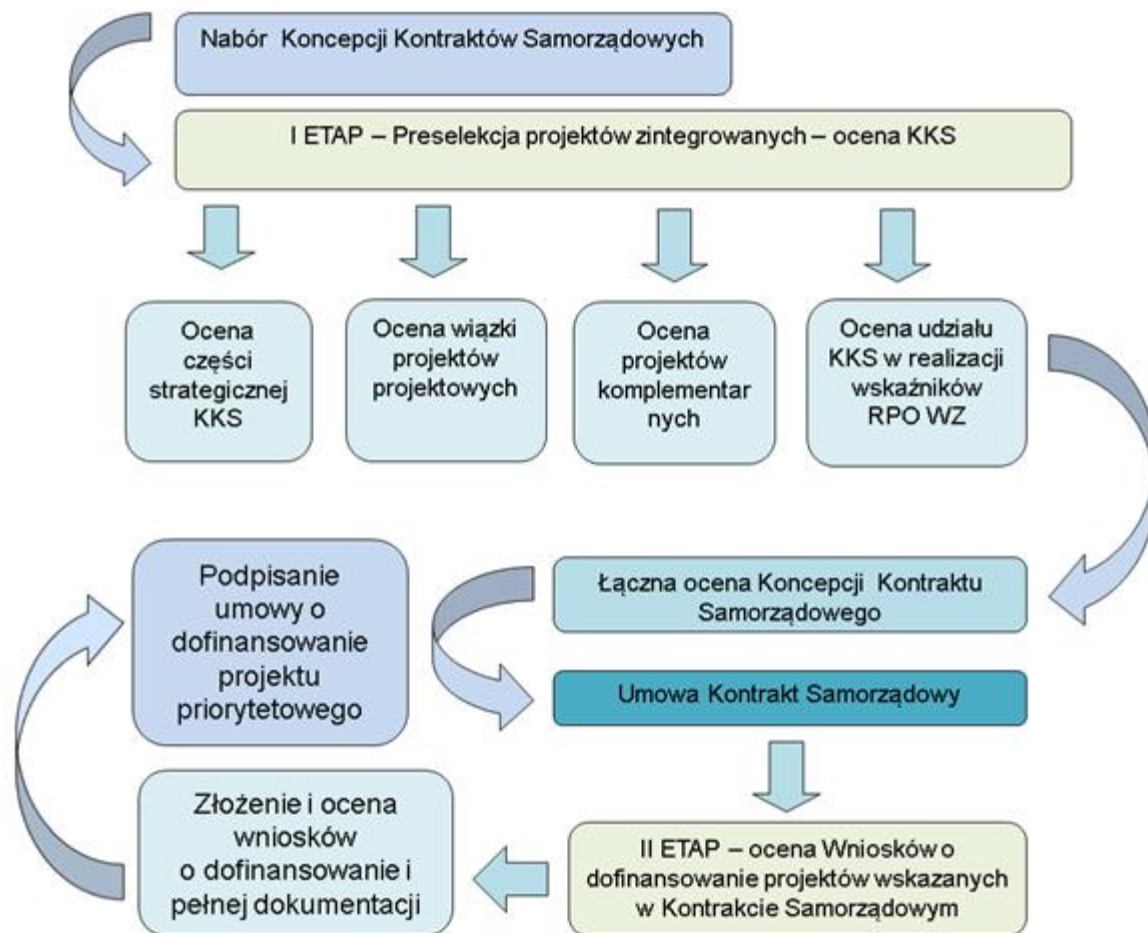 Nabór Koncepcji Kontraktów Samorządowych
I ETAP – Preselekcja projektów zintegrowanych – ocena KKS
Ocena
części
strategicznej
KKS
Ocena wiązki
projektów
projektowych
Ocena
projektów
komplementar
nych
Ocena udziału
KKS w realizacji
wskaźników
RPO WZ
Łączna ocena Koncepcji Kontraktu
Samorządowego
Umowa Kontrakt Samorządowy
II ETAP – ocena Wniosków o
dofinansowanie projektów wskazanych
w Kontrakcie Samorządowym
Złożenie i ocena
wniosków
o dofinansowanie i
pełnej dokumentacji
Podpisanie
umowy o
dofinansowanie
projektu
priorytetowego